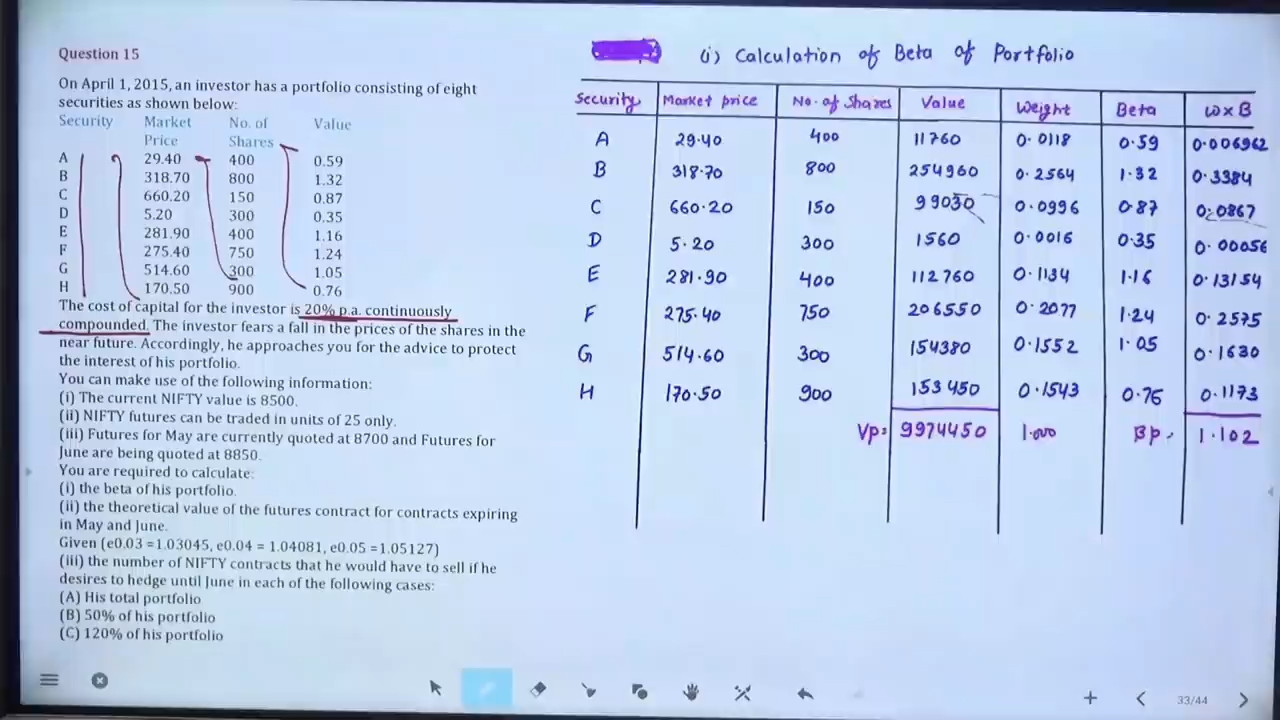 Question 15
On April 1, 2015, an investor has a portfolio consisting of eight
securities as shown below:
Security Market Price No. of Shares Value
A 29.40 400 0.59
B 318.70 800 1.32
C 660.20 150 0.87
D 5.20 300 0.35
E 281.90 400 1.16
F 275.40 750 1.24
G 514.60 300 1.05
H 170.50 900 0.76
The cost of capital for the investor is 20% p.a. continuously
compounded. The investor fears a fall in the prices of the shares in the
near future. Accordingly, he approaches you for the advice to protect
the interest of his portfolio.
You can make use of the following information:
(i) The current NIFTY value is 8500.
(ii) NIFTY futures can be traded in units of 25 only.
(iii) Futures for May are currently quoted at 8700 and Futures for
June are being quoted at 8850.
You are required to calculate:
(i) the beta of his portfolio.
(ii) the theoretical value of the futures contract for contracts expiring
in May and June.
Given (e0.03 =1.03045, e0.04 = 1.04081, e0.05 =1.05127)
(iii) the number of NIFTY contracts that he would have to sell if he
desires to hedge until June in each of the following cases:
(A) His total portfolio
(B) 50% of his portfolio
(C) 120% of his portfolio
(i) Calculation of Beta of Portfolio
Security Market price No. of Shares Value Weight Beta W×B
A 29.40 400 11760 0.0118 0.59 0.006962
B 318.70 800 254960 0.2564 1.32 0.3384
C 660.20 150 99030 0.0996 0.87 0.0867
D 5.20 300 1560 0.0016 0.35 0.00056
E 281.90 400 112760 0.1134 1.16 0.13154
F 275.40 750 206550 0.2077 1.24 0.2575
G 514.60 300 154380 0.1552 1.05 0.1630
H 170.50 900 153450 0.1543 0.76 0.1173
Vp= 9974450 1.000 Bp. 1.102
33/44